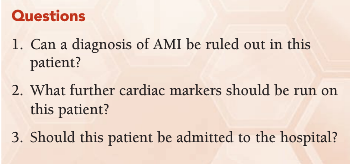 Questions
1. Can a diagnosis of AMI be ruled out in this
patient?
2. What further cardiac markers should be run on
this patient?
3. Should this patient be admitted to the hospital?